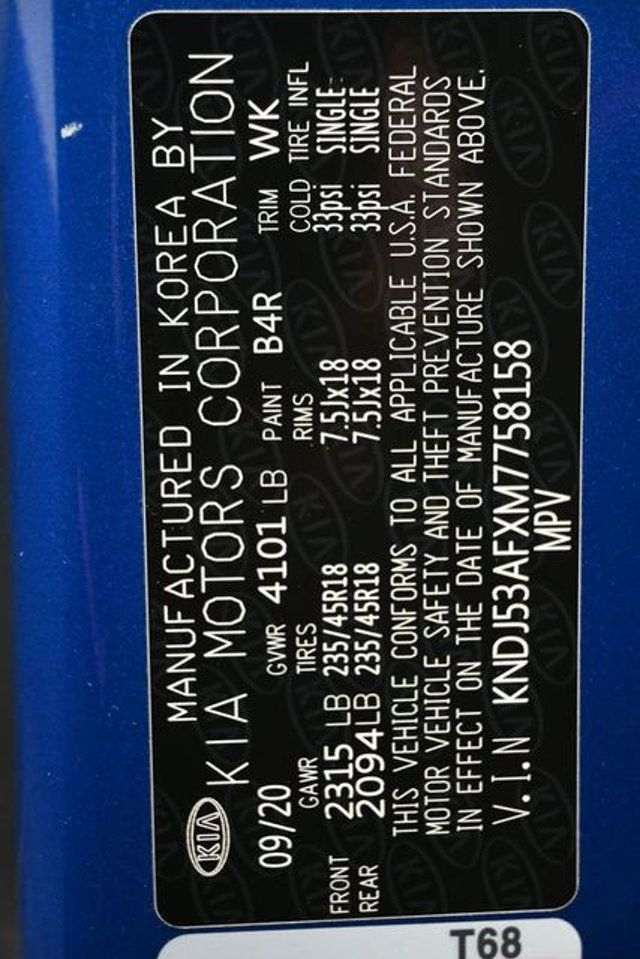 MANUFACTURED IN KOREA BY
KIA KIA MOTORS CORPORATION
09/20 GVWR 4101 LB PAINT B4R TRIM WK
GAWR TIRES RIMS COLD TIRE INFL
FRONT 2315 LB 235/45R18 7.5Jx18 33psi SINGLE
REAR 2094LB 235/45R18 7.5Jx18 33psi SINGLE
THIS VEHICLE CONFORMS TO ALL APPLICABLE U.S.A. FEDERAL
MOTOR VEHICLE SAFETY AND THEFT PREVENTION STANDARDS
IN EFFECT ON THE DATE OF MANUFACTURE SHOWN ABOVE.
V.I.N KNDJ53AFXM7758158
MPV
T68